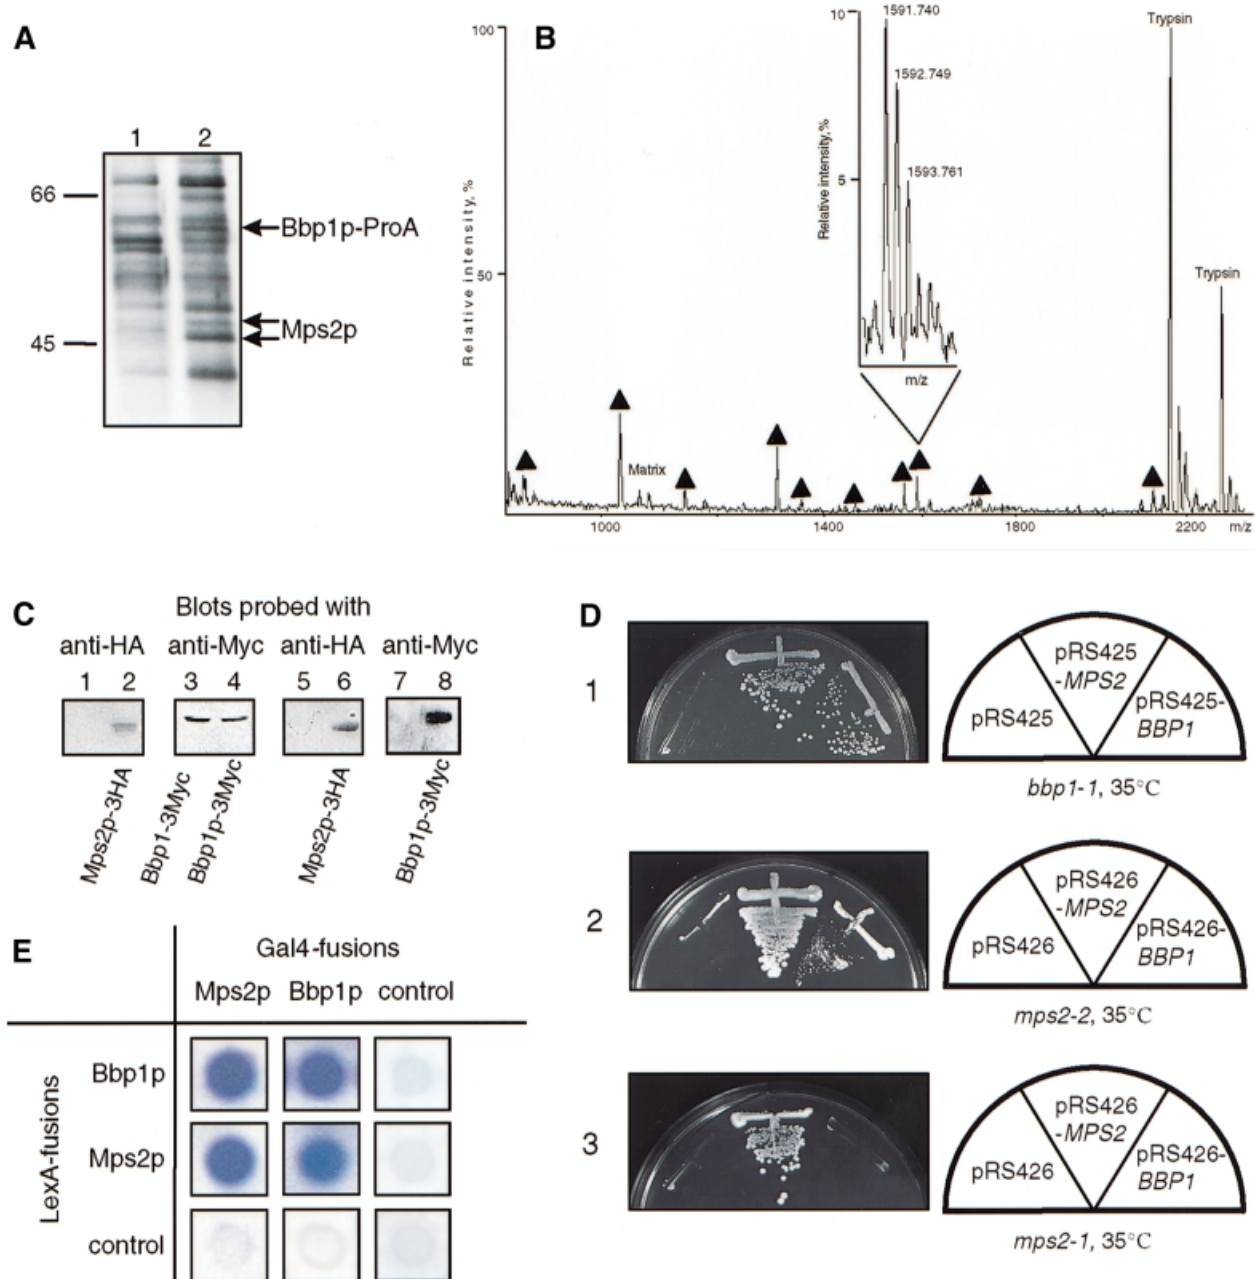 A
1 2
66
45
Bbp1p-ProA
Mps2p
B
100
50
Relative intensity, %
10
5
Relative intensity, %
1591.740
1592.749
1593.761
m/z
Trypsin
Trypsin
Matrix
1000 1400 1800 2200 m/z
C
Blots probed with
anti-HA anti-Myc anti-HA anti-Myc
1 2 3 4 5 6 7 8
Mps2p-3HA
Bbp1-3Myc
Bbp1p-3Myc
Mps2p-3HA
Bbp1p-3Myc
D
1
pRS425
pRS425
-MPS2
pRS425-
BBP1
bbp1-1, 35°C
2
pRS426
pRS426
-MPS2
pRS426-
BBP1
mps2-2, 35°C
3
pRS426
pRS426
-MPS2
pRS426-
BBP1
mps2-1, 35°C
E
Gal4-fusions
Mps2p Bbp1p control
LexA-fusions
Bbp1p
Mps2p
control